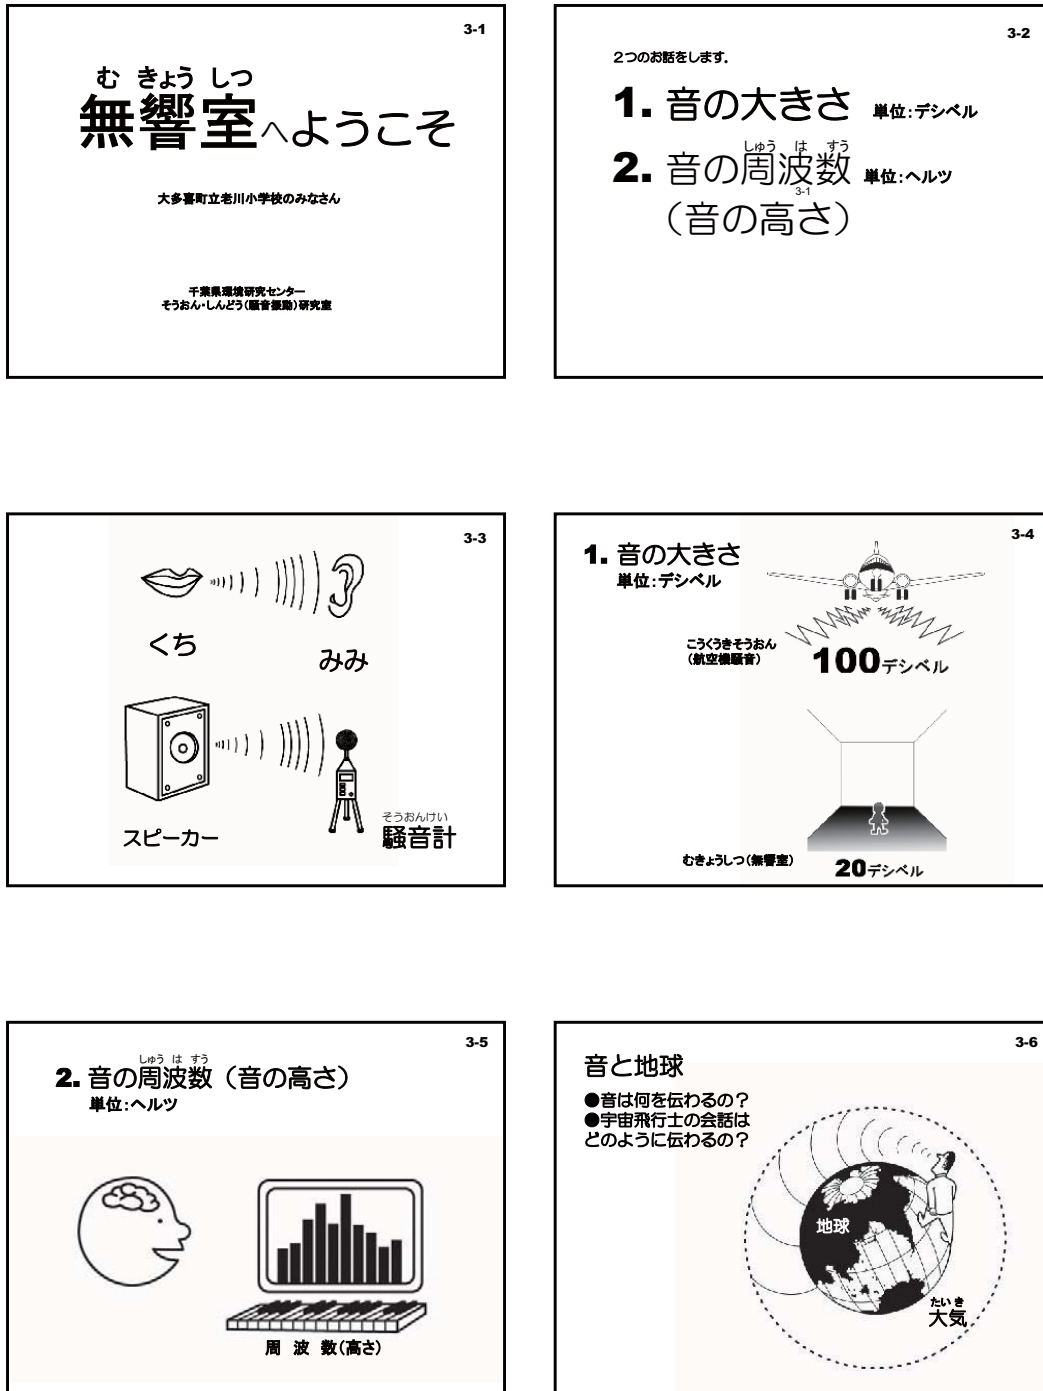 3-1
む きょう しつ
無響室へようこそ
大多喜町立老川小学校のみなさん
千葉県環境研究センター
そうおん・しんどう(騒音振動)研究室
3-2
2つのお話をします.
1. 音の大きさ 単位:デシベル
しゅう は すう
2. 音の周波数 単位:ヘルツ
3-1
(音の高さ)
3-3
くち
みみ
スピーカー
そうおんけい
騒音計
3-4
1. 音の大きさ
単位:デシベル
こうくうきそうおん
(航空機騒音)
100デシベル
むきょうしつ(無響室)
20デシベル
3-5
しゅう は すう
2. 音の周波数(音の高さ)
単位:ヘルツ
周 波 数(高さ)
3-6
音と地球
●音は何を伝わるの?
●宇宙飛行士の会話は
どのように伝わるの?
地球
たい き
大気